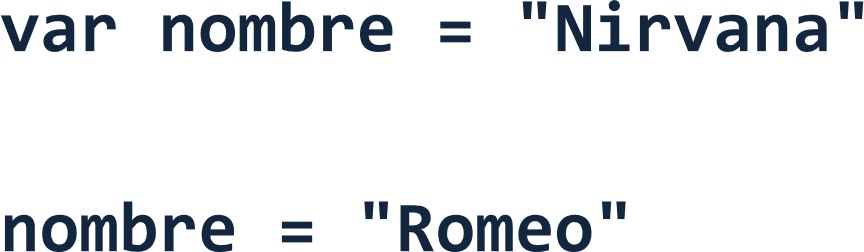 var nombre = "Nirvana"
nombre = "Romeo"